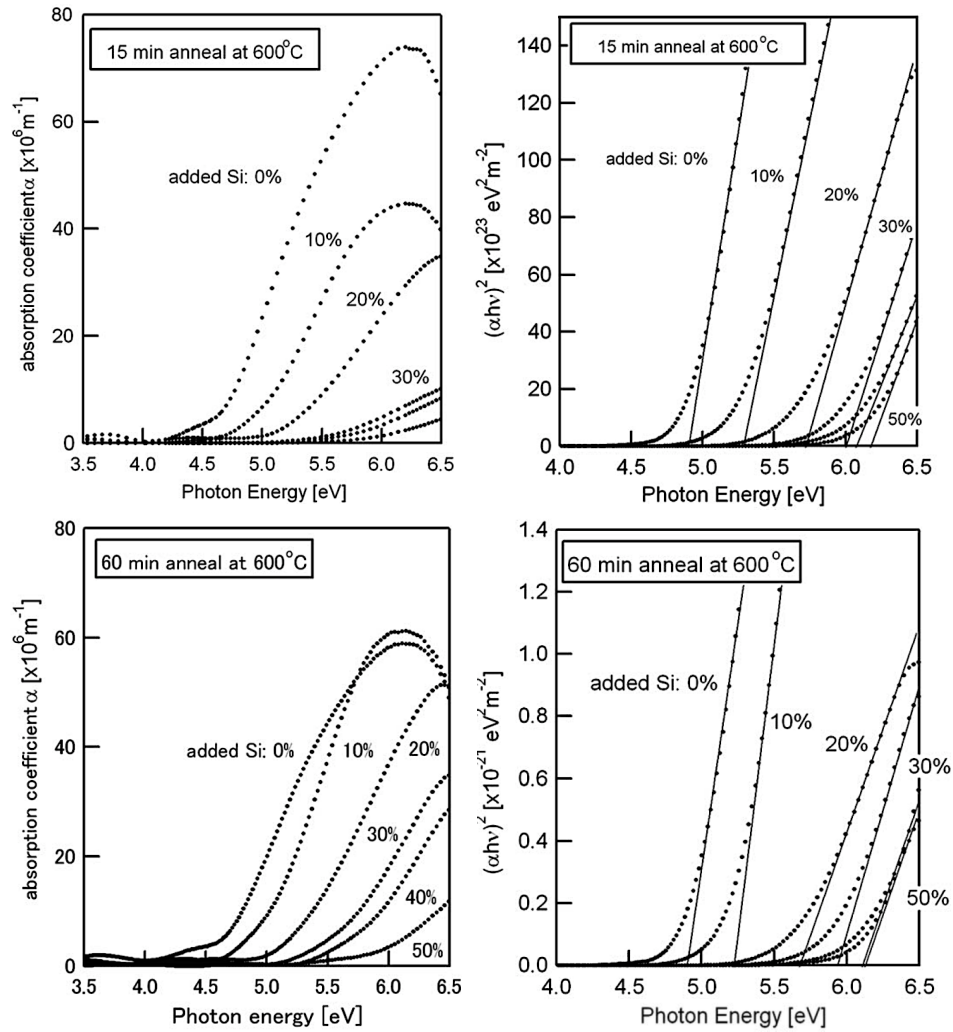 80
60
40
20
0
absorption coefficientα [x10⁶m⁻¹]
15 min anneal at 600°C
added Si: 0%
10%
20%
30%
3.5 4.0 4.5 5.0 5.5 6.0 6.5
Photon Energy [eV]
140
120
100
80
60
40
20
0
(αhν)² [x10²³ eV²m⁻²]
15 min anneal at 600°C
added Si: 0%
10%
20%
30%
50%
4.0 4.5 5.0 5.5 6.0 6.5
Photon Energy [eV]
80
60
40
20
0
absorption coefficient α [x10⁶m⁻¹]
60 min anneal at 600°C
added Si: 0%
10%
20%
30%
40%
50%
3.5 4.0 4.5 5.0 5.5 6.0 6.5
Photon energy [eV]
1.4
1.2
1.0
0.8
0.6
0.4
0.2
0.0
(αhν)² [x10⁻²¹ eV²m⁻²]
60 min anneal at 600°C
added Si: 0%
10%
20%
30%
50%
4.0 4.5 5.0 5.5 6.0 6.5
Photon Energy [eV]